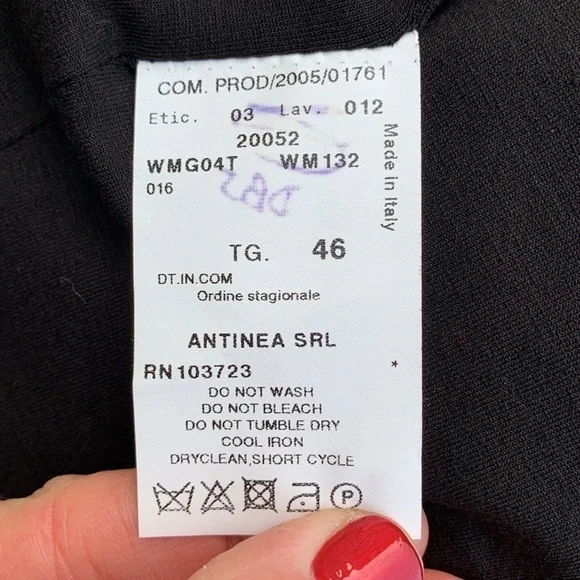 COM. PROD/2005/01761
Etic. 03 Lav. 012
20052
WMG04T WM132
016
Made in Italy
TG. 46
DT.IN.COM
Ordine stagionale
ANTINEA SRL
RN103723 *
DO NOT WASH
DO NOT BLEACH
DO NOT TUMBLE DRY
COOL IRON
DRYCLEAN,SHORT CYCLE
P